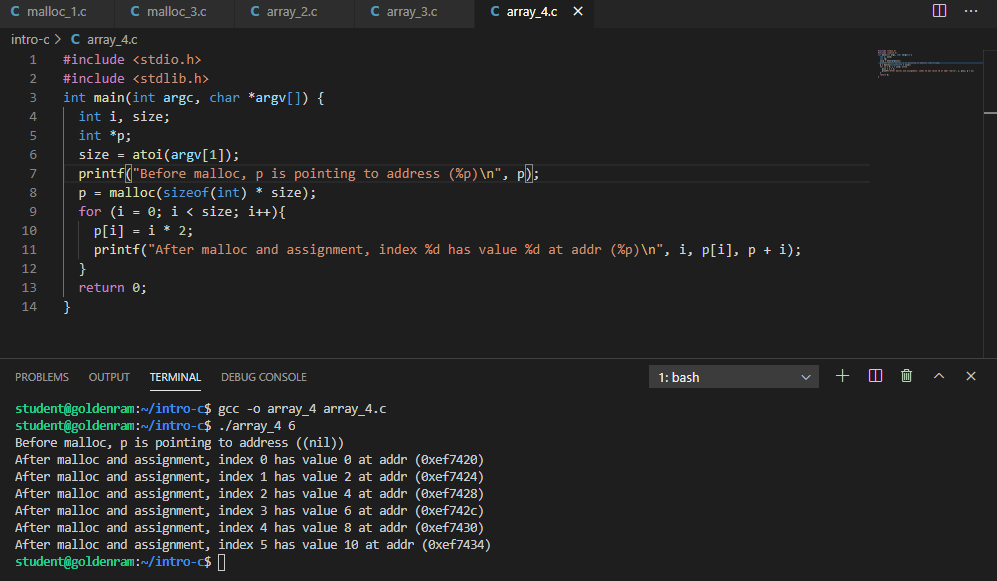 C malloc_1.c C malloc_3.c C array_2.c C array_3.c C array_4.c
intro-c > C array_4.c
1 #include <stdio.h>
2 #include <stdlib.h>
3 int main(int argc, char *argv[]) {
4 int i, size;
5 int *p;
6 size = atoi(argv[1]);
7 printf("Before malloc, p is pointing to address (%p)\n", p);
8 p = malloc(sizeof(int) * size);
9 for (i = 0; i < size; i++){
10 p[i] = i * 2;
11 printf("After malloc and assignment, index %d has value %d at addr (%p)\n", i, p[i], p + i);
12 }
13 return 0;
14 }
PROBLEMS OUTPUT TERMINAL DEBUG CONSOLE 1: bash
student@goldenram:~/intro-c$ gcc -o array_4 array_4.c
student@goldenram:~/intro-c$ ./array_4 6
Before malloc, p is pointing to address ((nil))
After malloc and assignment, index 0 has value 0 at addr (0xef7420)
After malloc and assignment, index 1 has value 2 at addr (0xef7424)
After malloc and assignment, index 2 has value 4 at addr (0xef7428)
After malloc and assignment, index 3 has value 6 at addr (0xef742c)
After malloc and assignment, index 4 has value 8 at addr (0xef7430)
After malloc and assignment, index 5 has value 10 at addr (0xef7434)
student@goldenram:~/intro-c$